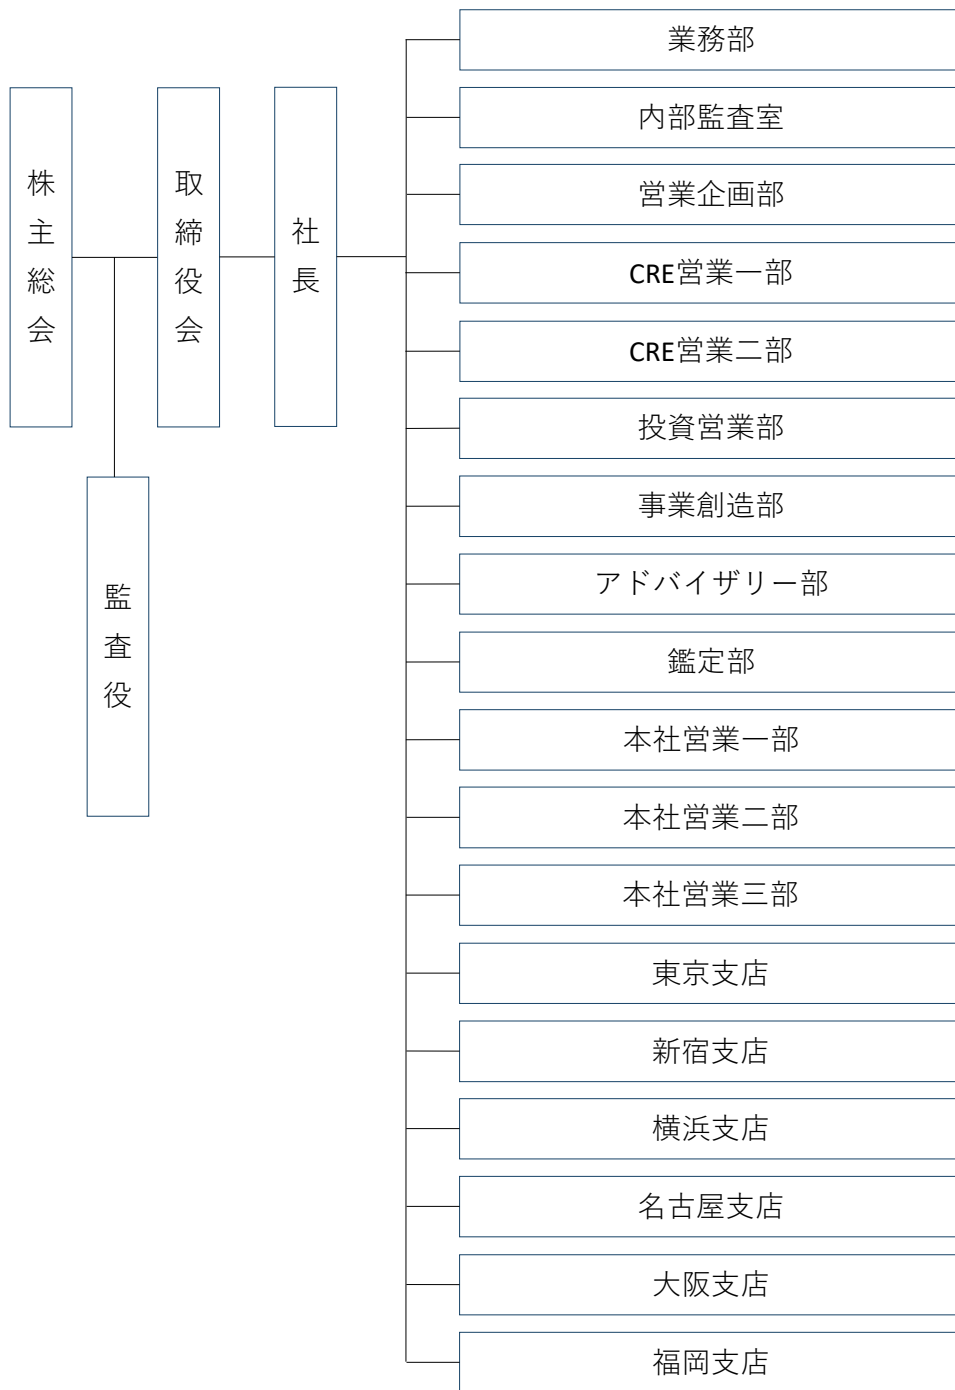 株主総会
取締役会
社長
監査役
業務部
内部監査室
営業企画部
CRE営業一部
CRE営業二部
投資営業部
事業創造部
アドバイザリー部
鑑定部
本社営業一部
本社営業二部
本社営業三部
東京支店
新宿支店
横浜支店
名古屋支店
大阪支店
福岡支店